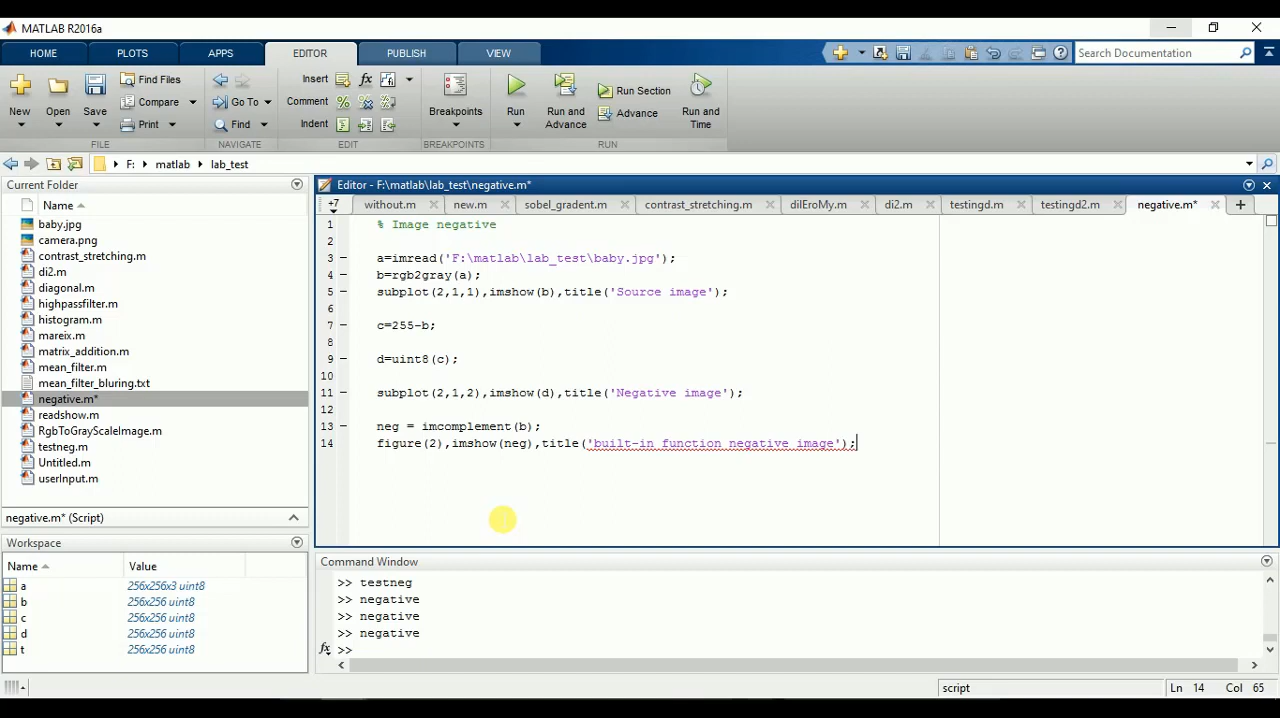 MATLAB R2016a
HOME PLOTS APPS EDITOR PUBLISH VIEW Search Documentation
New Open Save Find Files Compare Print Go To Find Insert fx Comment Indent Breakpoints Run Run and Advance Run Section Advance Run and Time
FILE NAVIGATE EDIT BREAKPOINTS RUN
F: matlab lab_test
Current Folder
Name
baby.jpg
camera.png
contrast_stretching.m
di2.m
diagonal.m
highpassfilter.m
histogram.m
mareix.m
matrix_addition.m
mean_filter.m
mean_filter_bluring.txt
negative.m*
readshow.m
RgbToGrayScaleImage.m
testneg.m
Untitled.m
userInput.m
negative.m* (Script)
Workspace
Name Value
a 256x256x3 uint8
b 256x256 uint8
c 256x256 uint8
d 256x256 uint8
t 256x256 uint8
Editor - F:\matlab\lab_test\negative.m*
+7 without.m new.m sobel_gradent.m contrast_stretching.m dilEroMy.m di2.m testingd.m testingd2.m negative.m*
1 % Image negative
2
3 a=imread('F:\matlab\lab_test\baby.jpg');
4 b=rgb2gray(a);
5 subplot(2,1,1),imshow(b),title('Source image');
6
7 c=255-b;
8
9 d=uint8(c);
10
11 subplot(2,1,2),imshow(d),title('Negative image');
12
13 neg = imcomplement(b);
14 figure(2),imshow(neg),title('built-in function negative image');
Command Window
>> testneg
>> negative
>> negative
>> negative
fx >>
script Ln 14 Col 65